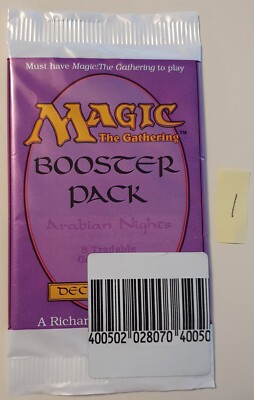 Must have Magic:The Gathering to play
MAGIC
The Gathering™
BOOSTER
PACK
Arabian Nights
8 Tradable
DEC
A Richar
400502 028070 40050
1